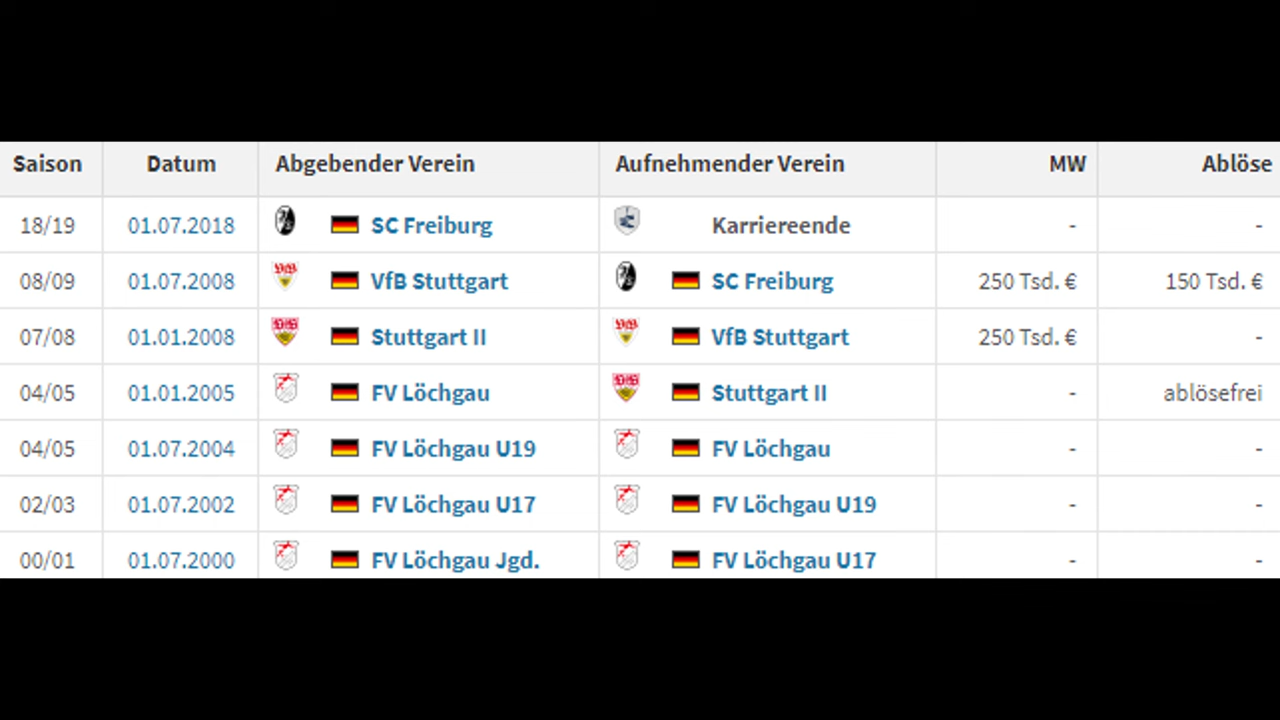 Saison Datum Abgebender Verein Aufnehmender Verein MW Ablöse
18/19 01.07.2018 SC Freiburg Karriereende - -
08/09 01.07.2008 VfB Stuttgart SC Freiburg 250 Tsd. € 150 Tsd. €
07/08 01.01.2008 Stuttgart II VfB Stuttgart 250 Tsd. € -
04/05 01.01.2005 FV Löchgau Stuttgart II - ablösefrei
04/05 01.07.2004 FV Löchgau U19 FV Löchgau - -
02/03 01.07.2002 FV Löchgau U17 FV Löchgau U19 - -
00/01 01.07.2000 FV Löchgau Jgd. FV Löchgau U17 - -